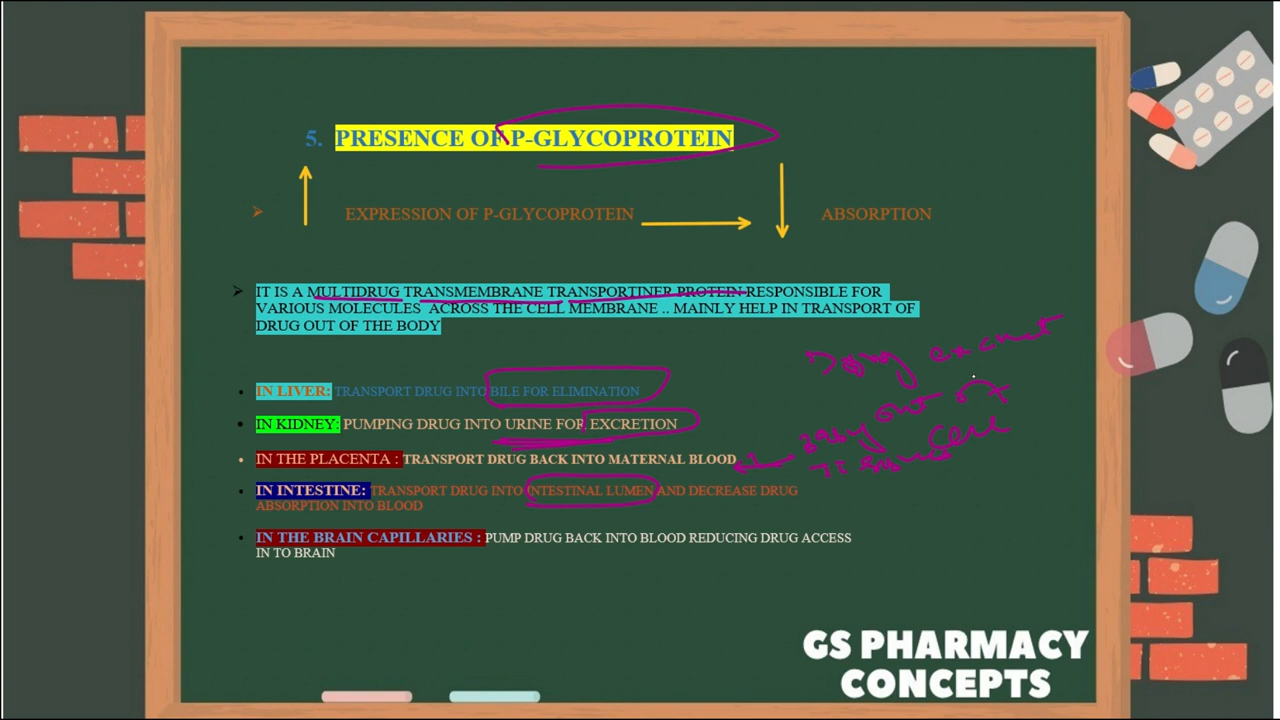 5. PRESENCE OF P-GLYCOPROTEIN
EXPRESSION OF P-GLYCOPROTEIN ABSORPTION
IT IS A MULTIDRUG TRANSMEMBRANE TRANSPORTINER PROTEIN RESPONSIBLE FOR
VARIOUS MOLECULES ACROSS THE CELL MEMBRANE .. MAINLY HELP IN TRANSPORT OF
DRUG OUT OF THE BODY
IN LIVER: TRANSPORT DRUG INTO BILE FOR ELIMINATION
IN KIDNEY: PUMPING DRUG INTO URINE FOR EXCRETION
IN THE PLACENTA : TRANSPORT DRUG BACK INTO MATERNAL BLOOD
IN INTESTINE: TRANSPORT DRUG INTO INTESTINAL LUMEN AND DECREASE DRUG
ABSORPTION INTO BLOOD
IN THE BRAIN CAPILLARIES : PUMP DRUG BACK INTO BLOOD REDUCING DRUG ACCESS
IN TO BRAIN
Drug
out of
Cell
GS PHARMACY
CONCEPTS